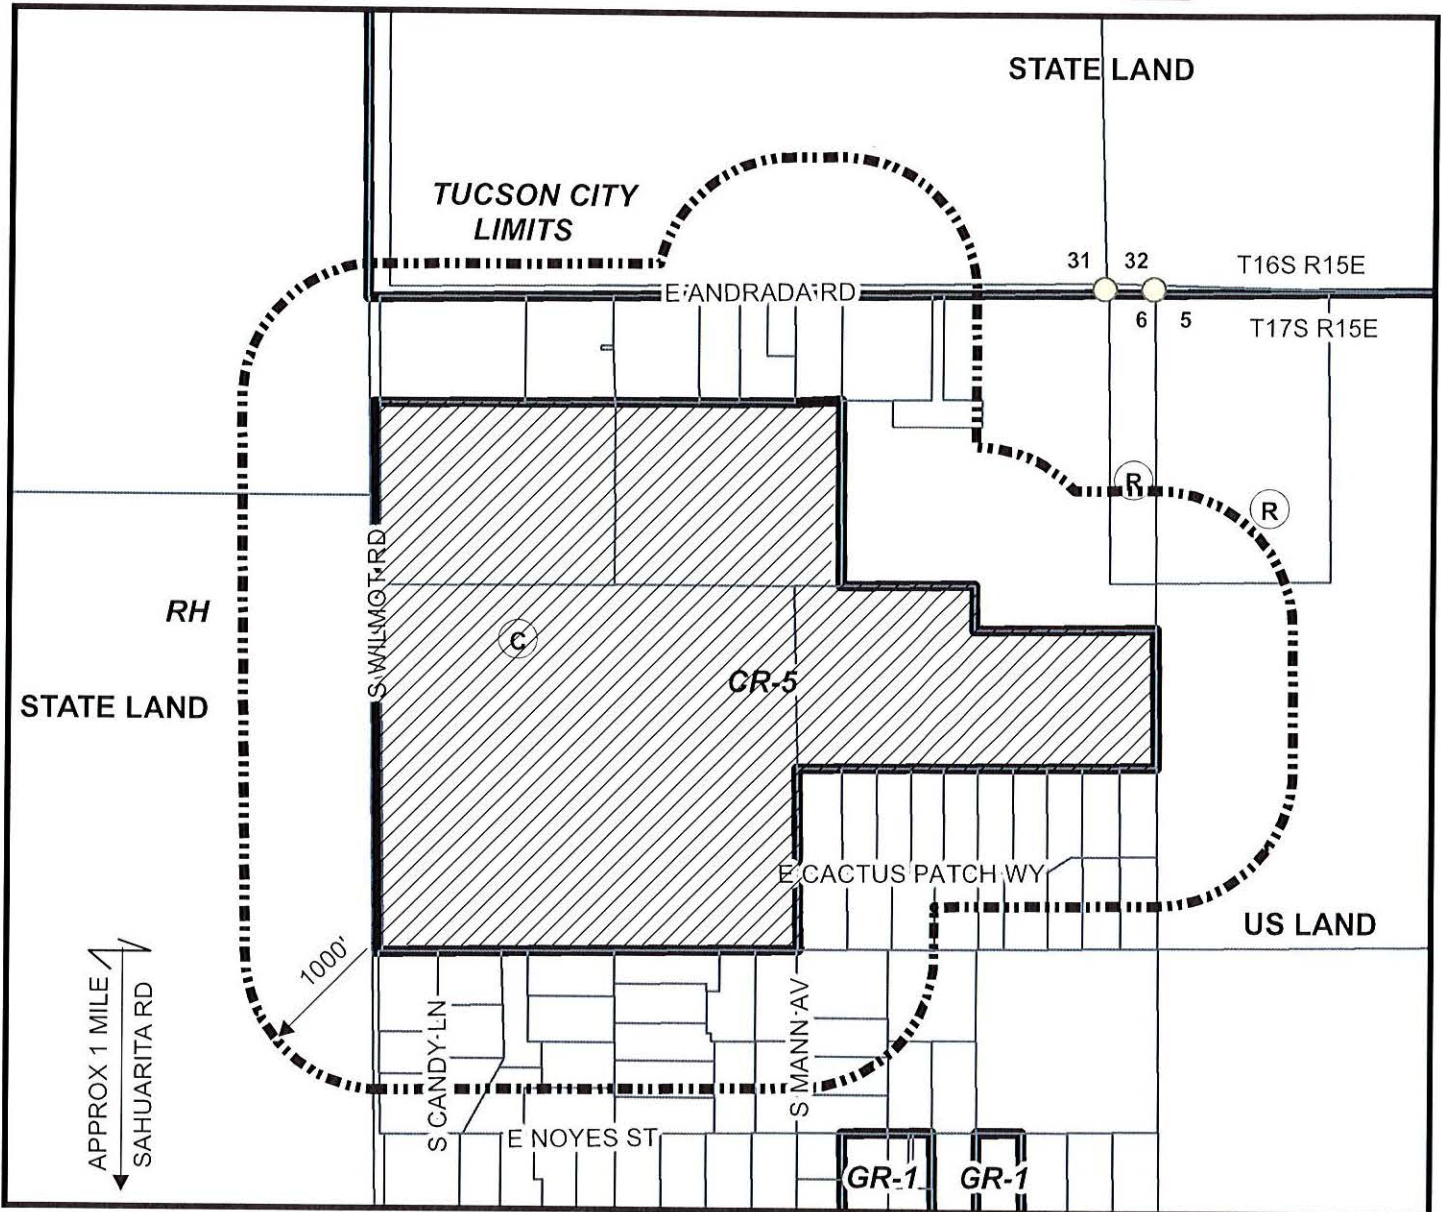 STATE LAND
TUCSON CITY
LIMITS
31
32
T16S R15E
E ANDRADA RD
6
5
T17S R15E
R
R
S WILMOT RD
RH
C
CR-5
STATE LAND
E CACTUS PATCH WY
US LAND
1000'
APPROX 1 MILE
SAHUARITA RD
S CANDY LN
S MANN AV
E NOYES ST
GR-1
GR-1